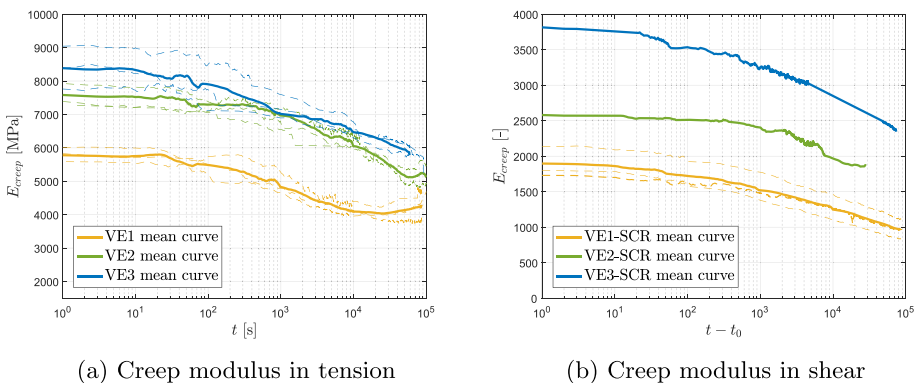 10000
9000
8000
7000
6000
5000
4000
3000
2000
E_creep [MPa]
VE1 mean curve
VE2 mean curve
VE3 mean curve
10^0 10^1 10^2 10^3 10^4 10^5
t [s]
(a) Creep modulus in tension
4000
3500
3000
2500
2000
1500
1000
500
0
E_creep [-]
VE1-SCR mean curve
VE2-SCR mean curve
VE3-SCR mean curve
10^0 10^1 10^2 10^3 10^4 10^5
t − t_0
(b) Creep modulus in shear